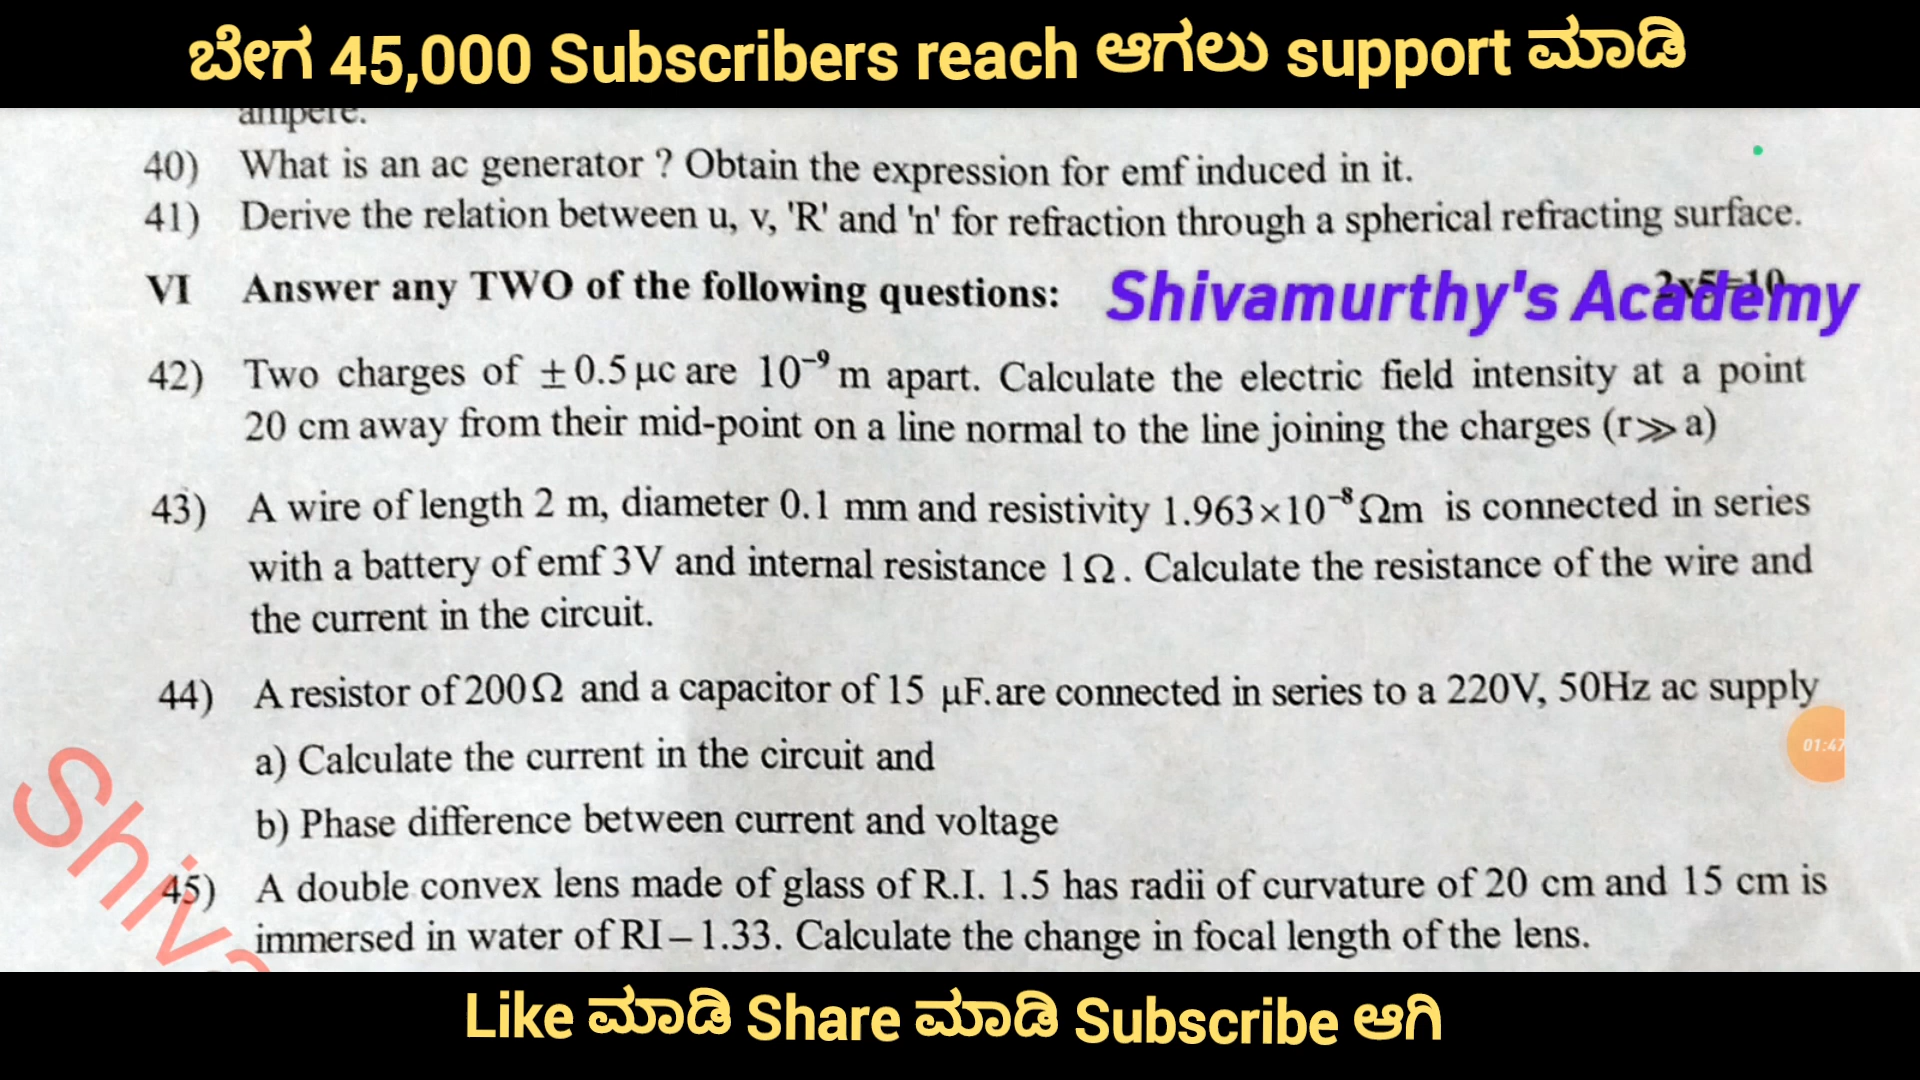 ಬೇಗ 45,000 Subscribers reach ಆಗಲು support ಮಾಡಿ
ampere.
40) What is an ac generator ? Obtain the expression for emf induced in it.
41) Derive the relation between u, v, 'R' and 'n' for refraction through a spherical refracting surface.
VI Answer any TWO of the following questions: 2x5=10
Shivamurthy's Academy
42) Two charges of ±0.5 μc are 10⁻⁹ m apart. Calculate the electric field intensity at a point
20 cm away from their mid-point on a line normal to the line joining the charges (r≫a)
43) A wire of length 2 m, diameter 0.1 mm and resistivity 1.963×10⁻⁸Ωm is connected in series
with a battery of emf 3V and internal resistance 1Ω. Calculate the resistance of the wire and
the current in the circuit.
44) A resistor of 200Ω and a capacitor of 15 μF.are connected in series to a 220V, 50Hz ac supply
a) Calculate the current in the circuit and
01:47
b) Phase difference between current and voltage
45) A double convex lens made of glass of R.I. 1.5 has radii of curvature of 20 cm and 15 cm is
immersed in water of RI–1.33. Calculate the change in focal length of the lens.
Shiva
Like ಮಾಡಿ Share ಮಾಡಿ Subscribe ಆಗಿ